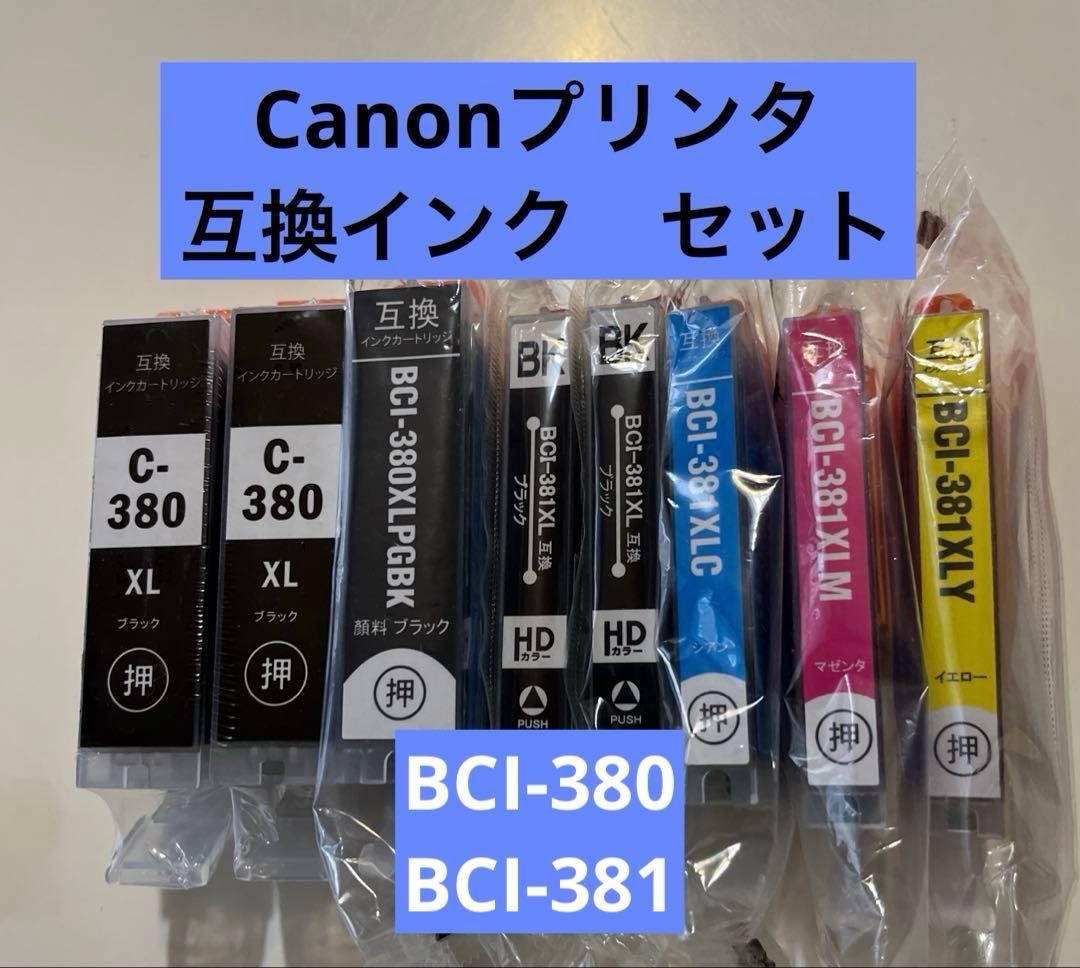 Canonプリンタ
互換インク　セット
互換
インクカートリッジ
C-
380
XL
ブラック
押
互換
インクカートリッジ
C-
380
XL
ブラック
押
互換
インクカートリッジ
BCI-380XLPGBK
顔料 ブラック
押
BK
BCI-381XL 互換
ブラック
HD
カラー
PUSH
BK
BCI-381XL 互換
ブラック
HD
カラー
PUSH
互換
BCI-381XLC
シアン
押
互換
BCI-381XLM
マゼンタ
押
互換
BCI-381XLY
イエロー
押
BCI-380
BCI-381